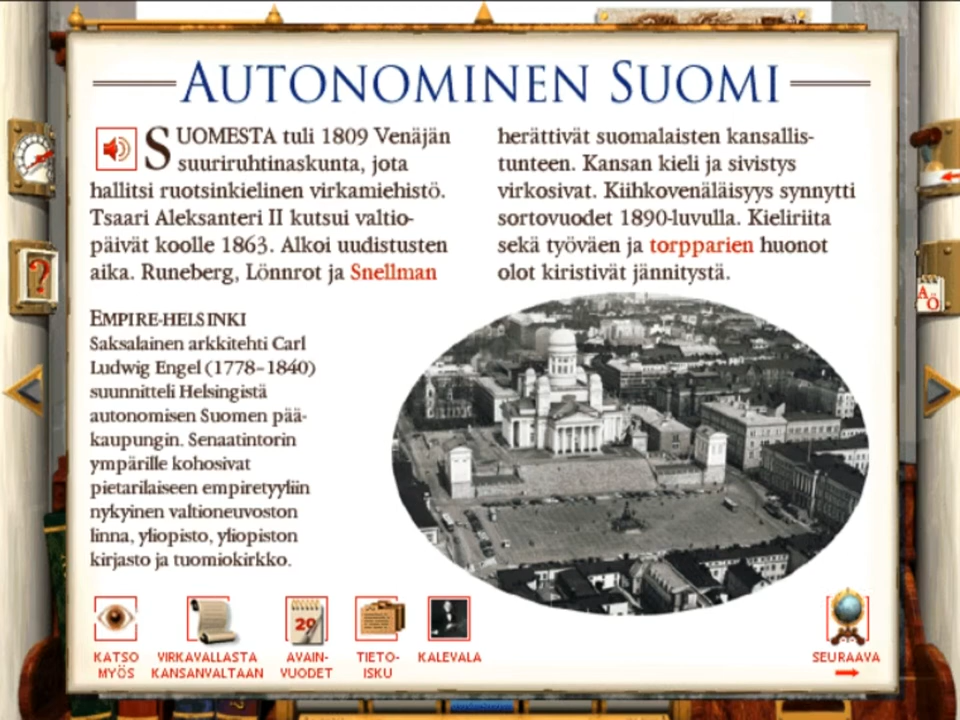 AUTONOMINEN SUOMI
SUOMESTA tuli 1809 Venäjän
suuriruhtinaskunta, jota
hallitsi ruotsinkielinen virkamiehistö.
Tsaari Aleksanteri II kutsui valtio-
päivät koolle 1863. Alkoi uudistusten
aika. Runeberg, Lönnrot ja Snellman
herättivät suomalaisten kansallis-
tunteen. Kansan kieli ja sivistys
virkosivat. Kiihkovenäläisyys synnytti
sortovuodet 1890-luvulla. Kieliriita
sekä työväen ja torpparien huonot
olot kiristivät jännitystä.
EMPIRE-HELSINKI
Saksalainen arkkitehti Carl
Ludwig Engel (1778–1840)
suunnitteli Helsingistä
autonomisen Suomen pää-
kaupungin. Senaatintorin
ympärille kohosivat
pietarilaiseen empiretyyliin
nykyinen valtioneuvoston
linna, yliopisto, yliopiston
kirjasto ja tuomiokirkko.
?
A
Ö
29
KATSO
MYÖS
VIRKAVALLASTA
KANSANVALTAAN
AVAIN-
VUODET
TIETO-
ISKU
KALEVALA
SEURAAVA